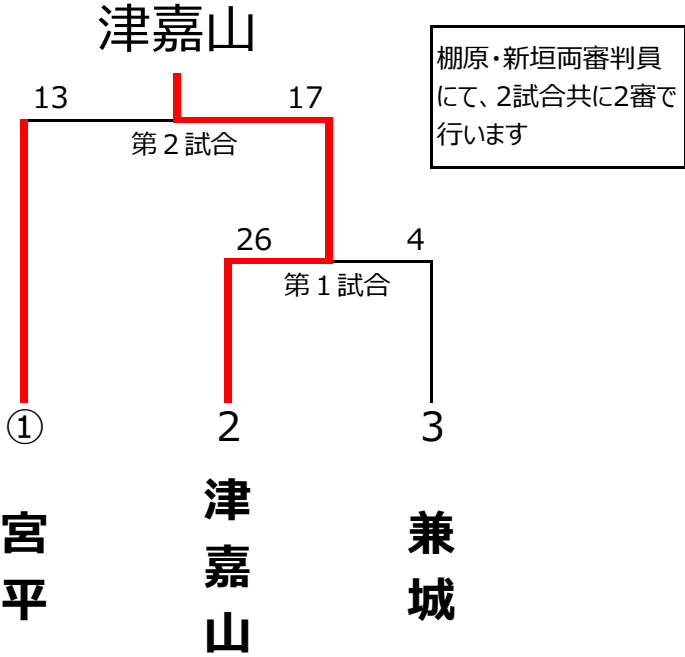 津嘉山
棚原・新垣両審判員
にて、2試合共に2審で
行います
13
17
第２試合
26
4
第１試合
①
2
3
宮平
津嘉山
兼城